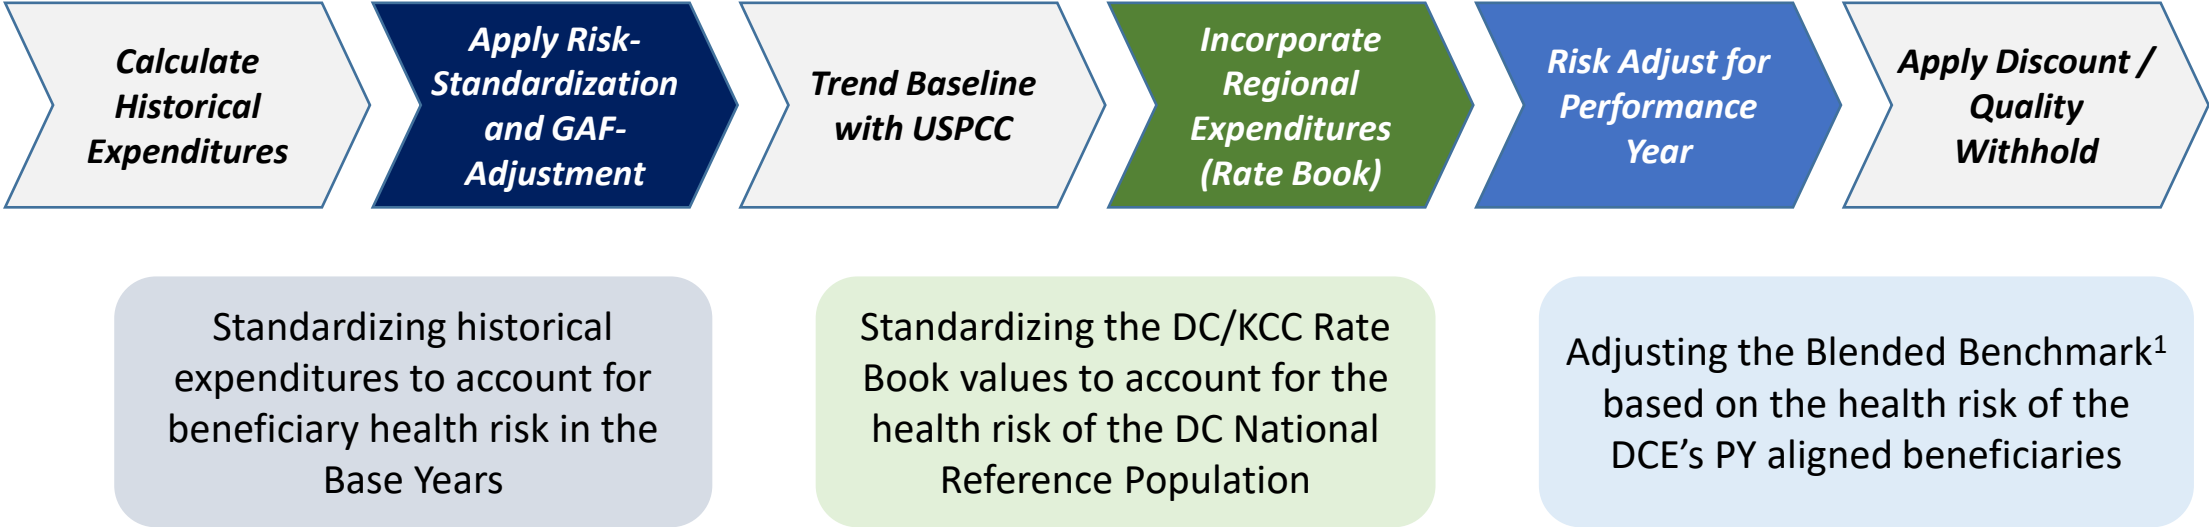 Calculate
Historical
Expenditures
Apply Risk-
Standardization
and GAF-
Adjustment
Trend Baseline
with USPCC
Incorporate
Regional
Expenditures
(Rate Book)
Risk Adjust for
Performance
Year
Apply Discount /
Quality
Withhold
Standardizing historical
expenditures to account for
beneficiary health risk in the
Base Years
Standardizing the DC/KCC Rate
Book values to account for the
health risk of the DC National
Reference Population
Adjusting the Blended Benchmark¹
based on the health risk of the
DCE’s PY aligned beneficiaries